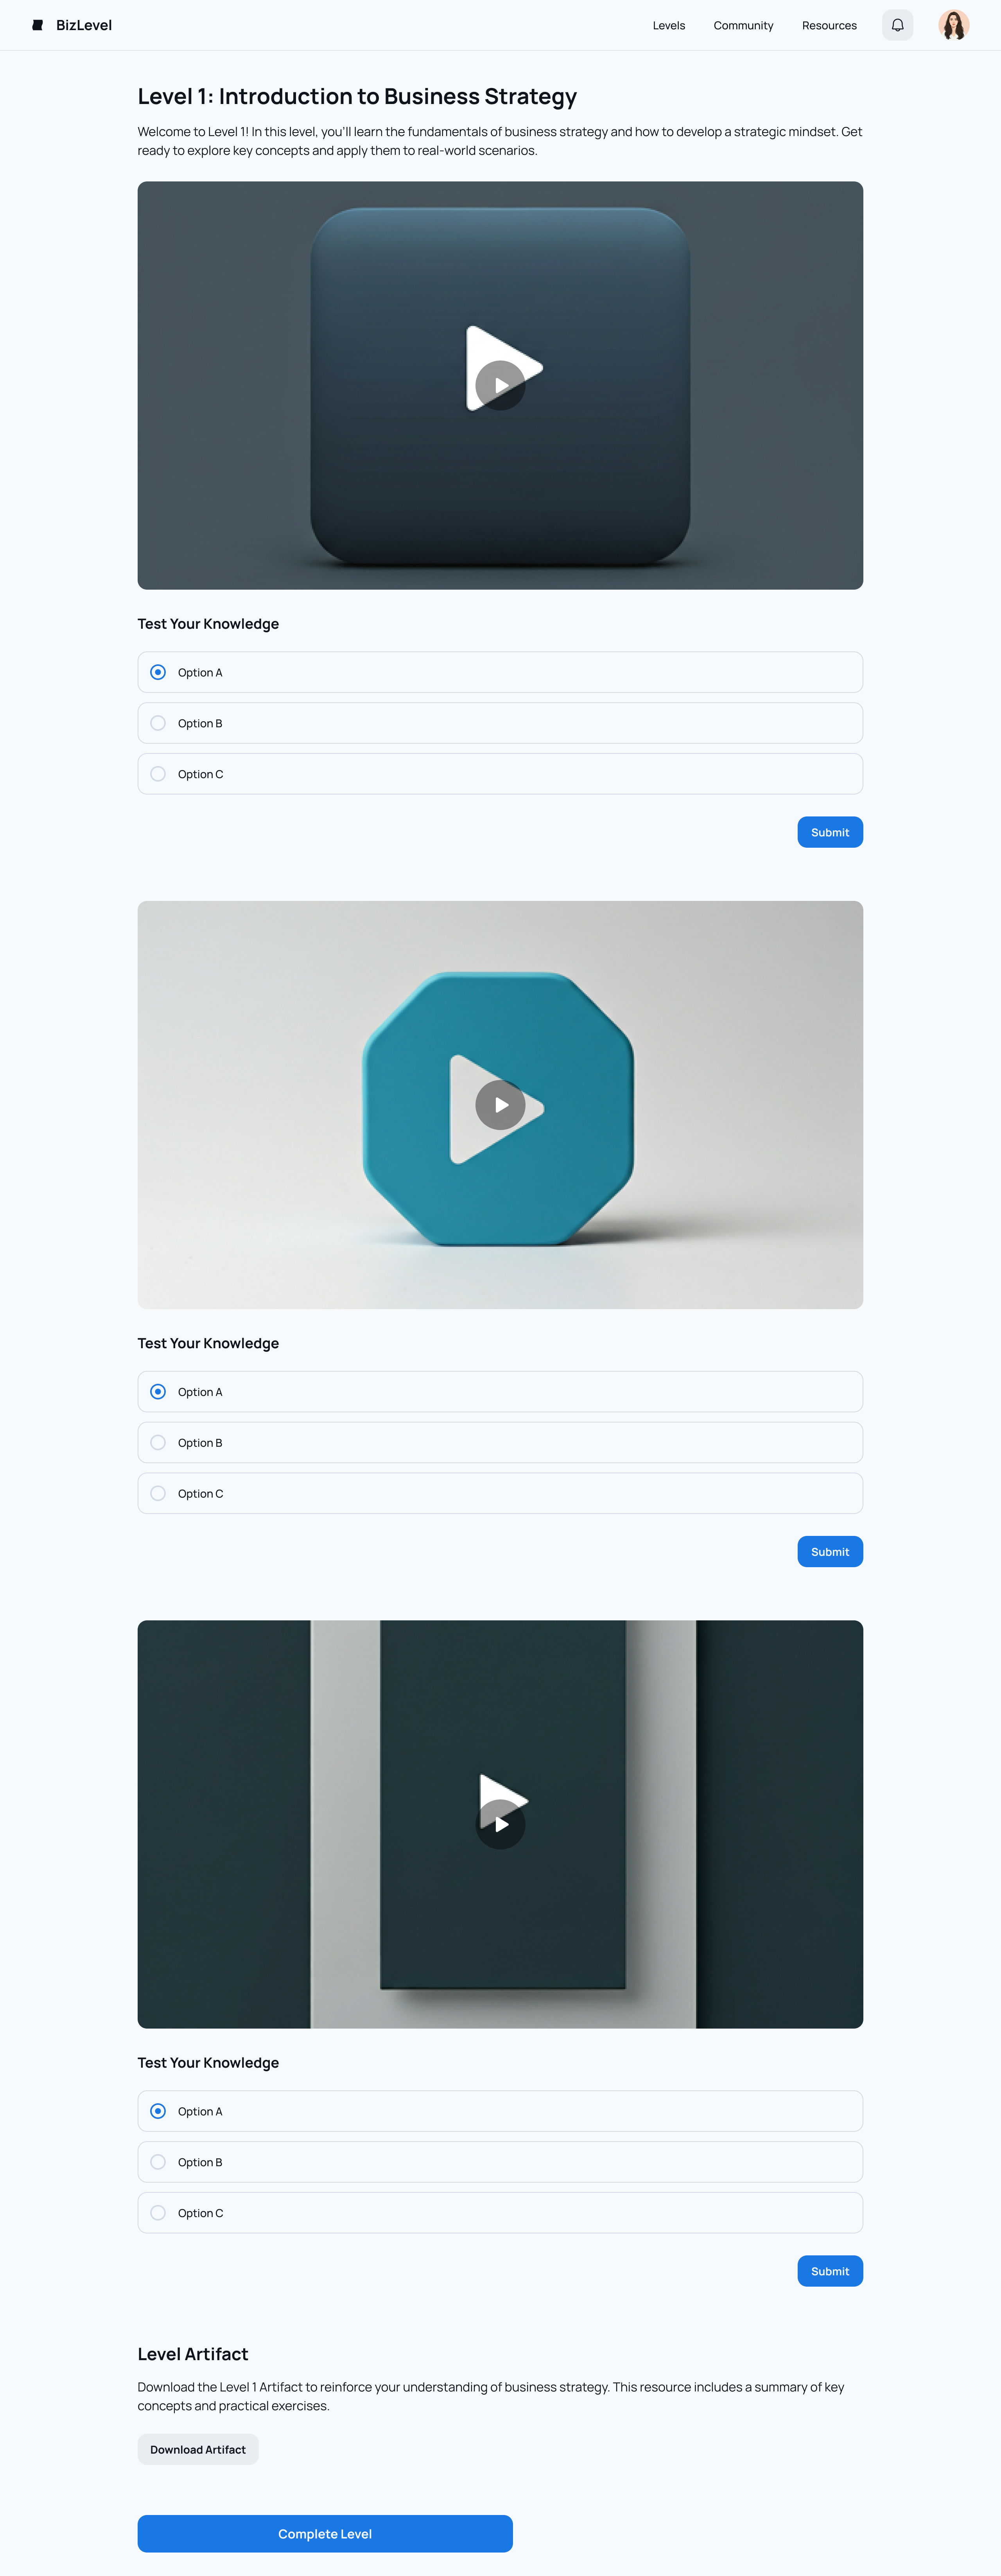 BizLevel
Levels
Community
Resources
Level 1: Introduction to Business Strategy
Welcome to Level 1! In this level, you'll learn the fundamentals of business strategy and how to develop a strategic mindset. Get
ready to explore key concepts and apply them to real-world scenarios.
Test Your Knowledge
Option A
Option B
Option C
Submit
Test Your Knowledge
Option A
Option B
Option C
Submit
Test Your Knowledge
Option A
Option B
Option C
Submit
Level Artifact
Download the Level 1 Artifact to reinforce your understanding of business strategy. This resource includes a summary of key
concepts and practical exercises.
Download Artifact
Complete Level